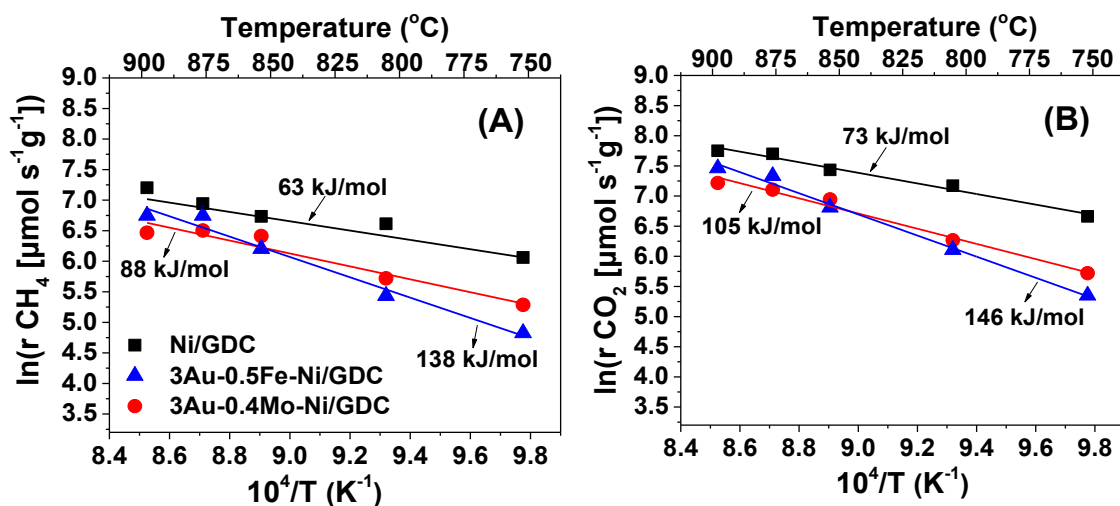 Temperature (°C)
900 875 850 825 800 775 750
9.0
8.5
8.0
7.5
7.0
6.5
6.0
5.5
5.0
4.5
4.0
3.5
ln(r CH₄ [μmol s⁻¹g⁻¹])
(A)
63 kJ/mol
88 kJ/mol
138 kJ/mol
Ni/GDC
3Au-0.5Fe-Ni/GDC
3Au-0.4Mo-Ni/GDC
8.4 8.6 8.8 9.0 9.2 9.4 9.6 9.8
10⁴/T (K⁻¹)
Temperature (°C)
900 875 850 825 800 775 750
9.0
8.5
8.0
7.5
7.0
6.5
6.0
5.5
5.0
4.5
4.0
3.5
ln(r CO₂ [μmol s⁻¹g⁻¹])
(B)
73 kJ/mol
105 kJ/mol
146 kJ/mol
8.4 8.6 8.8 9.0 9.2 9.4 9.6 9.8
10⁴/T (K⁻¹)